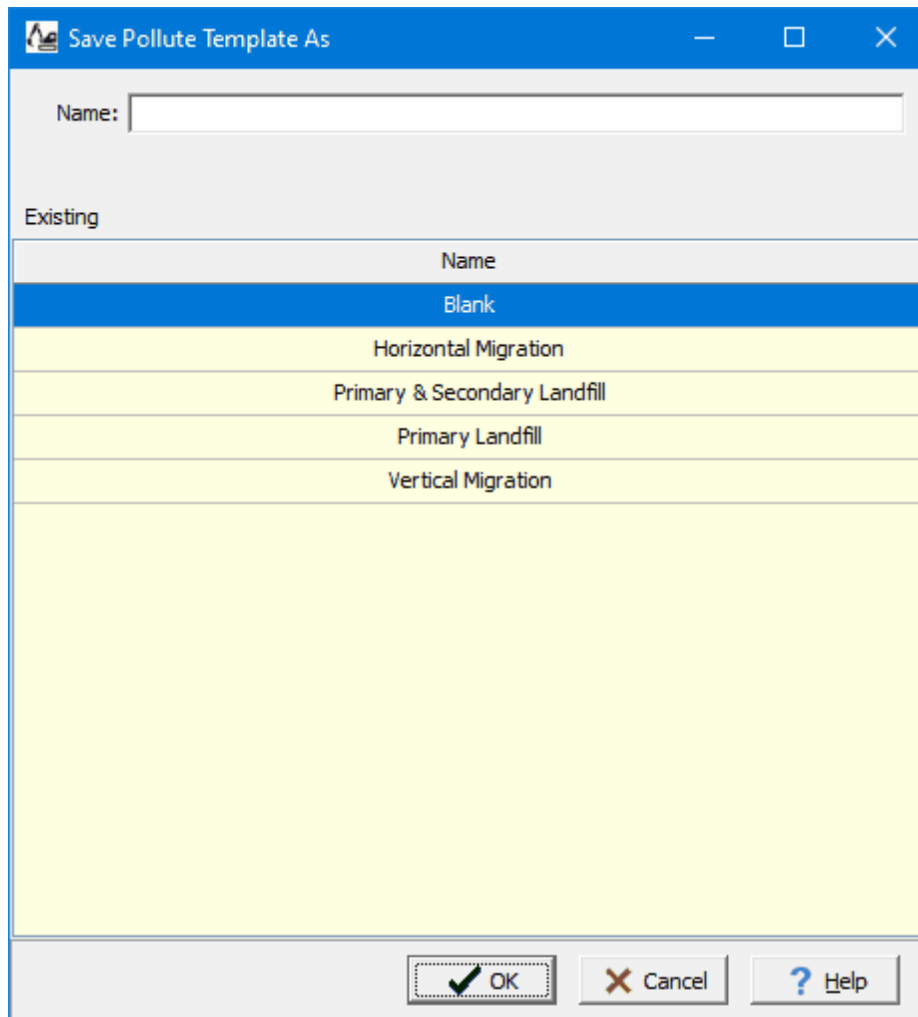 Save Pollute Template As
Name:
Existing
Name
Blank
Horizontal Migration
Primary & Secondary Landfill
Primary Landfill
Vertical Migration
OK Cancel ? Help